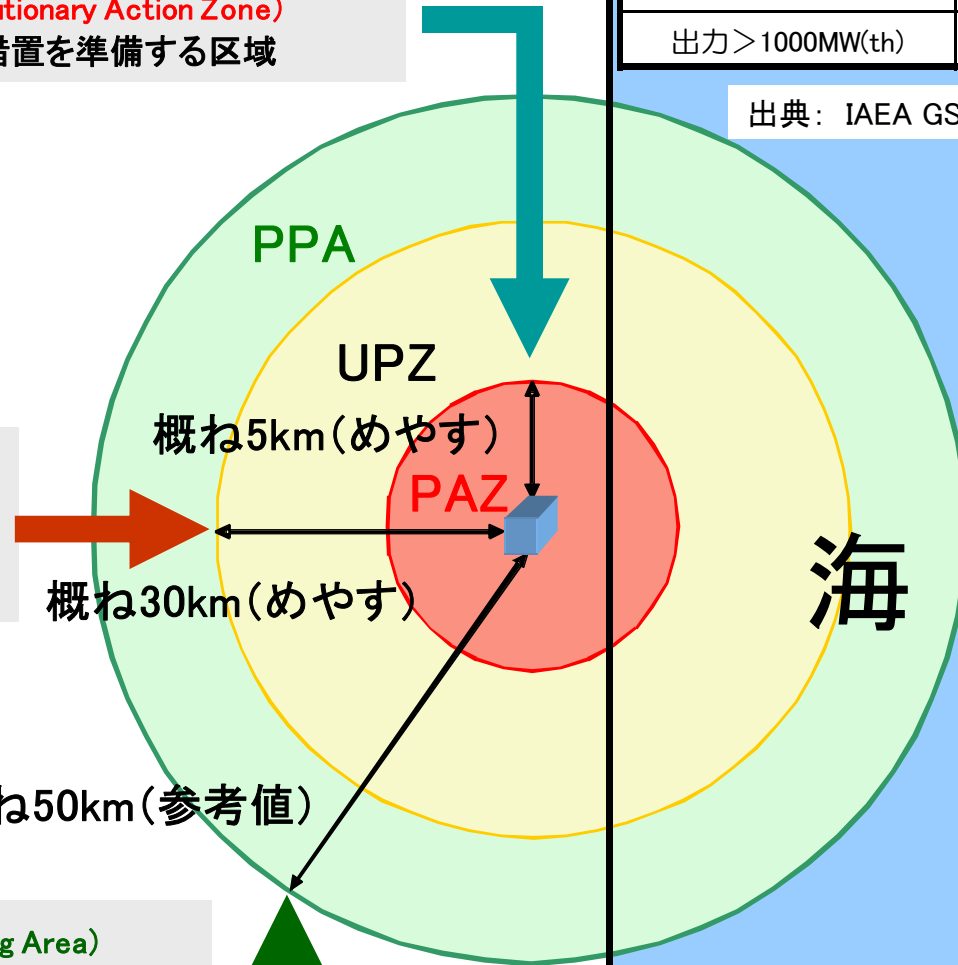 utionary Action Zone)
措置を準備する区域
出力＞1000MW(th)
出典： IAEA GS
PPA
UPZ
概ね5km(めやす)
PAZ
海
概ね30km(めやす)
ね50km(参考値)
g Area)